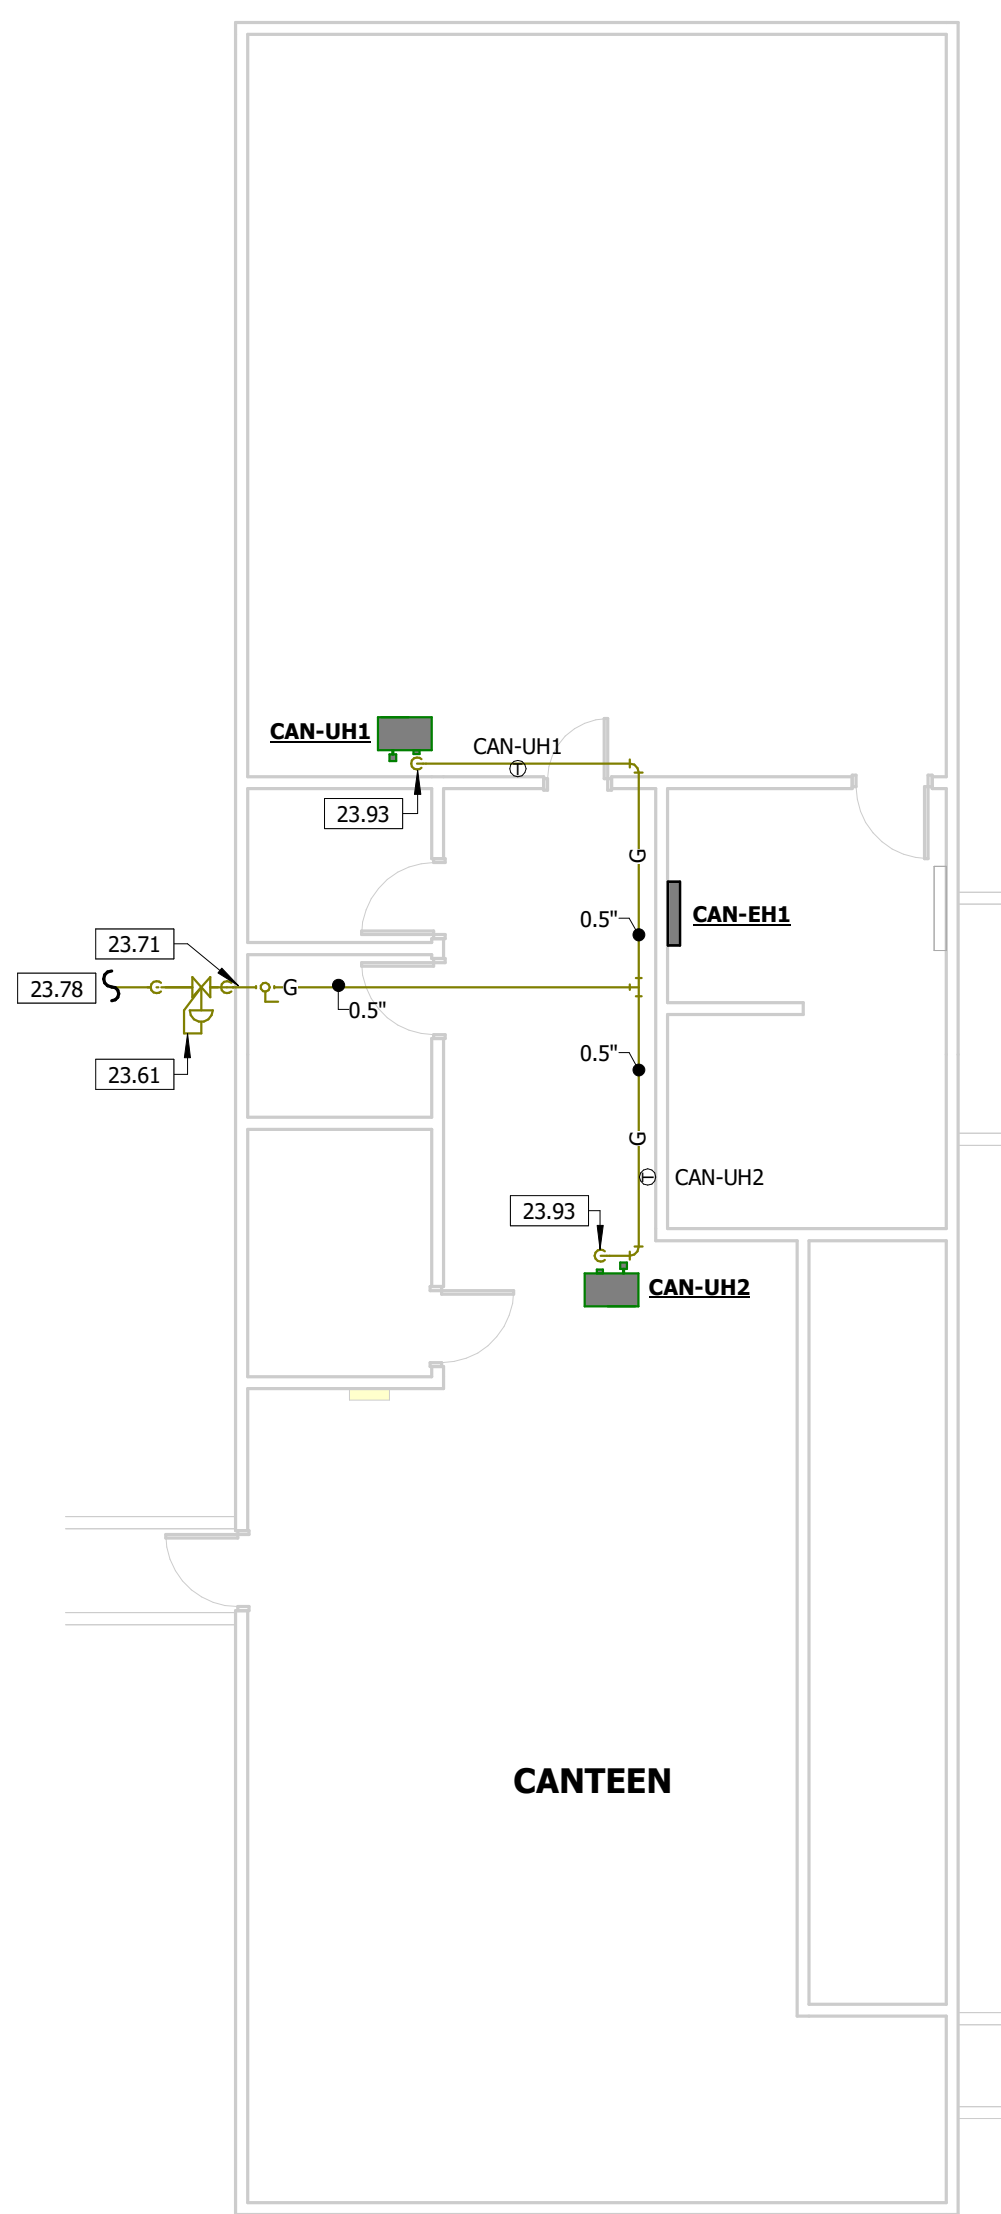 CAN-UH1
CAN-UH1
T
23.93
G
0.5"
CAN-EH1
23.71
23.78
G
0.5"
23.61
0.5"
G
T
CAN-UH2
23.93
CAN-UH2
CANTEEN